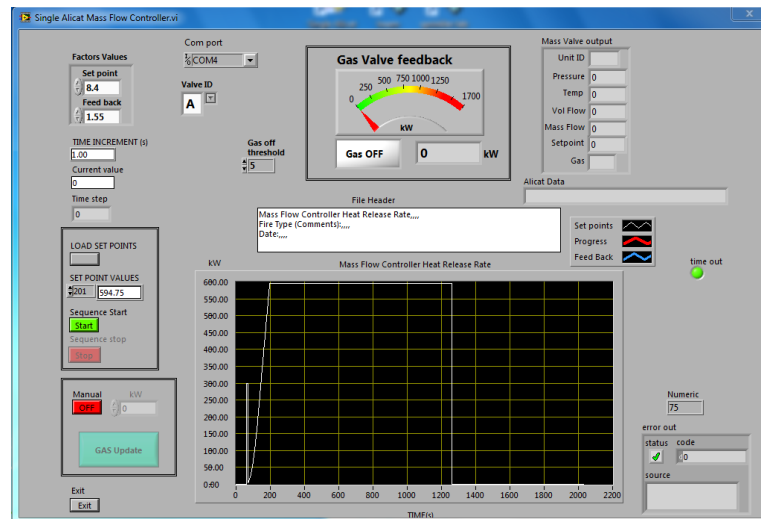 Single Alicat Mass Flow Controller.vi
Factors Values
Set point
8.4
Feed back
1.55
TIME INCREMENT (s)
1.00
Current value
0
Time step
0
Com port
COM4
Valve ID
A
Gas off
threshold
5
Gas Valve feedback
0 250 500 750 1000 1250 1700
kW
Gas OFF
0 kW
Mass Valve output
Unit ID
Pressure 0
Temp 0
Vol Flow 0
Mass Flow 0
Setpoint 0
Gas
Alicat Data
File Header
Mass Flow Controller Heat Release Rate,,,,
Fire Type (Comments):,,,,
Date:,,,,
Set points
Progress
Feed Back
time out
LOAD SET POINTS
SET POINT VALUES
201 594.75
Sequence Start
Start
Sequence stop
Stop
Manual kW
OFF 0
GAS Update
Exit
Exit
kW
Mass Flow Controller Heat Release Rate
600.00
550.00
500.00
450.00
400.00
350.00
300.00
250.00
200.00
150.00
100.00
50.00
0.00
0 200 400 600 800 1000 1200 1400 1600 1800 2000 2200
TIME(s)
Numeric
75
error out
status code
0
source